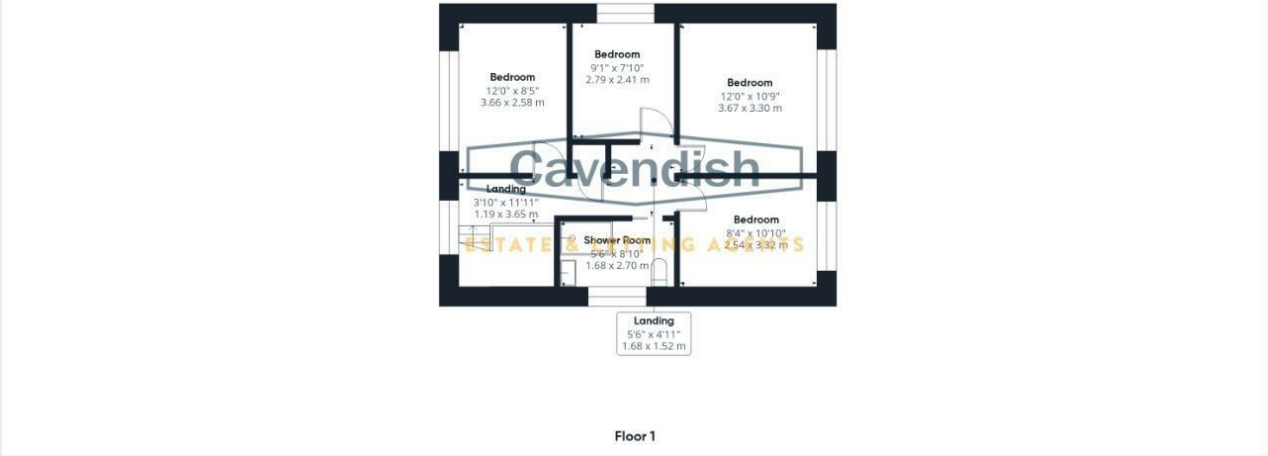 Bedroom
12'0" x 8'5"
3.66 x 2.58 m
Bedroom
9'1" x 7'10"
2.79 x 2.41 m
Bedroom
12'0" x 10'9"
3.67 x 3.30 m
Cavendish
Landing
3'10" x 11'11"
1.19 x 3.65 m
Bedroom
8'4" x 10'10"
2.54 x 3.32 m
ESTATE & LETTING AGENTS
Shower Room
5'6" x 8'10"
1.68 x 2.70 m
Landing
5'6" x 4'11"
1.68 x 1.52 m
Floor 1